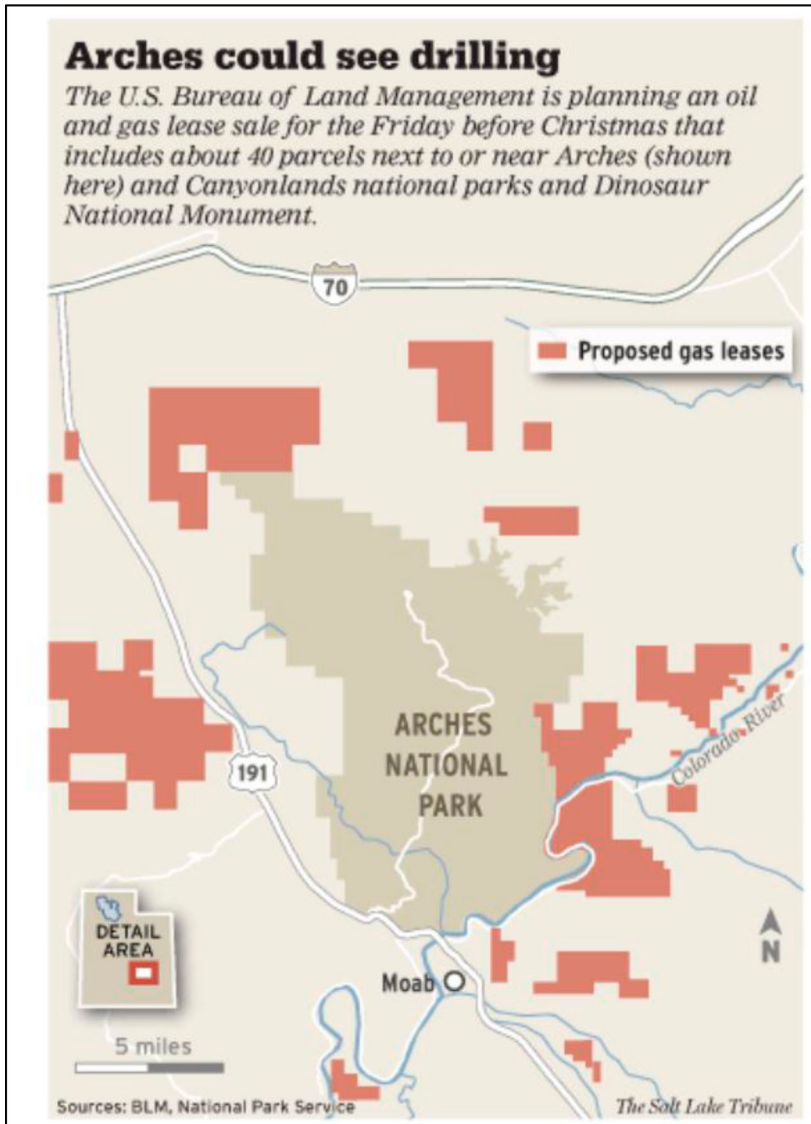 Arches could see drilling
The U.S. Bureau of Land Management is planning an oil
and gas lease sale for the Friday before Christmas that
includes about 40 parcels next to or near Arches (shown
here) and Canyonlands national parks and Dinosaur
National Monument.
70
Proposed gas leases
ARCHES
NATIONAL
PARK
Colorado River
191
DETAIL
AREA
N
Moab
5 miles
Sources: BLM, National Park Service
The Salt Lake Tribune